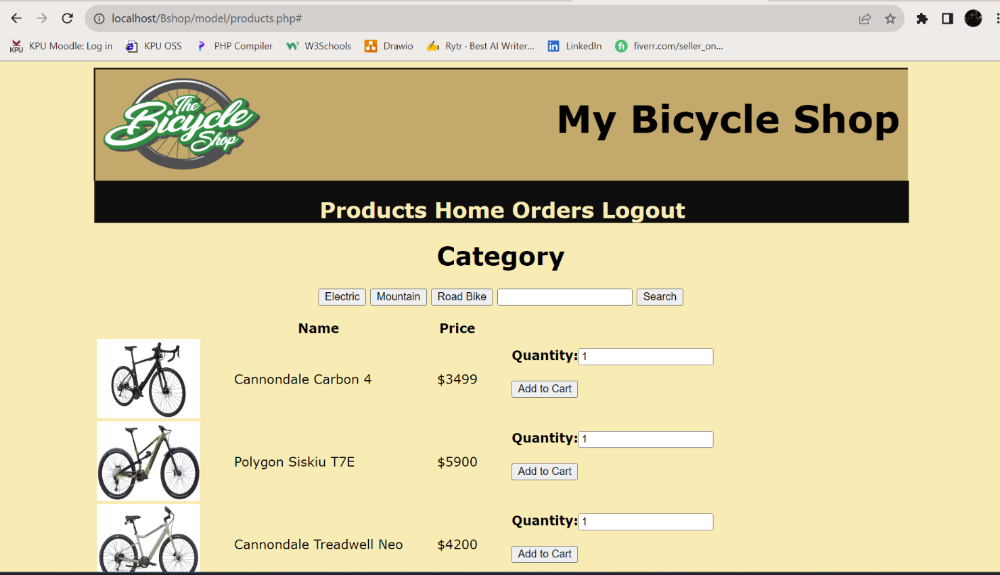 localhost/Bshop/model/products.php#
KPU KPU Moodle: Log in KPU OSS PHP Compiler W3Schools Drawio Rytr · Best AI Writer... LinkedIn fiverr.com/seller_on...
The
Bicycle
Shop
My Bicycle Shop
Products Home Orders Logout
Category
Electric Mountain Road Bike Search
Name Price
Quantity: 1
Cannondale Carbon 4 $3499
Add to Cart
Quantity: 1
Polygon Siskiu T7E $5900
Add to Cart
Quantity: 1
Cannondale Treadwell Neo $4200
Add to Cart